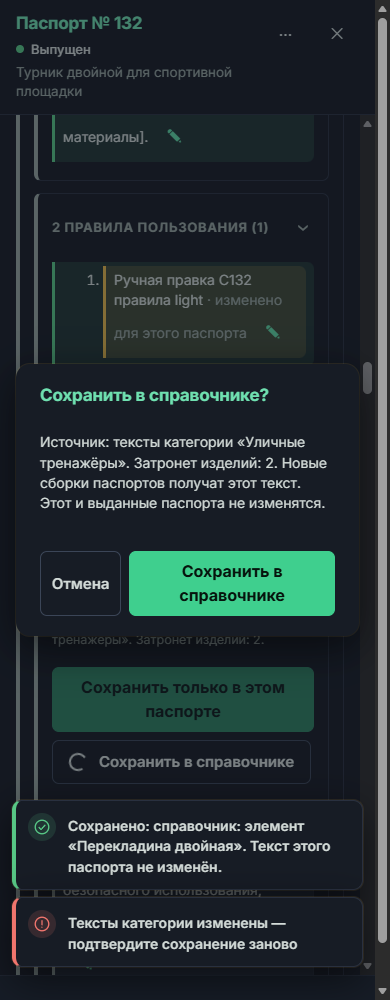 Паспорт № 132
...
Выпущен
Турник двойной для спортивной
площадки
материалы].
2 ПРАВИЛА ПОЛЬЗОВАНИЯ (1)
1. Ручная правка С132
правила light · изменено
для этого паспорта
Сохранить в справочнике?
Источник: тексты категории «Уличные
тренажёры». Затронет изделий: 2. Новые
сборки паспортов получат этот текст.
Этот и выданные паспорта не изменятся.
Отмена
Сохранить в
справочнике
тренажёры». Затронет изделий: 2.
Сохранить только в этом
паспорте
Сохранить в справочнике
Сохранено: справочник: элемент
«Перекладина двойная». Текст этого
паспорта не изменён.
безопасного использования,
Тексты категории изменены —
подтвердите сохранение заново